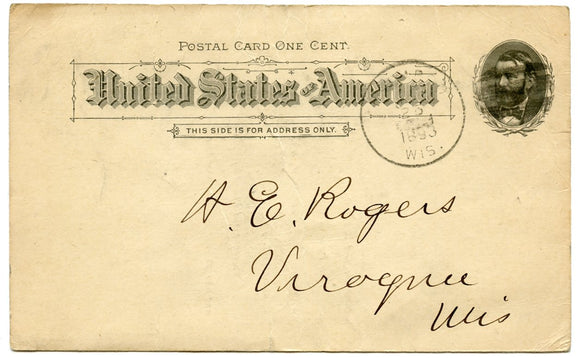 POSTAL CARD ONE CENT.
United States of America
THIS SIDE IS FOR ADDRESS ONLY.
1893
WIS.
H. E. Rogers
Viroqua
Wis